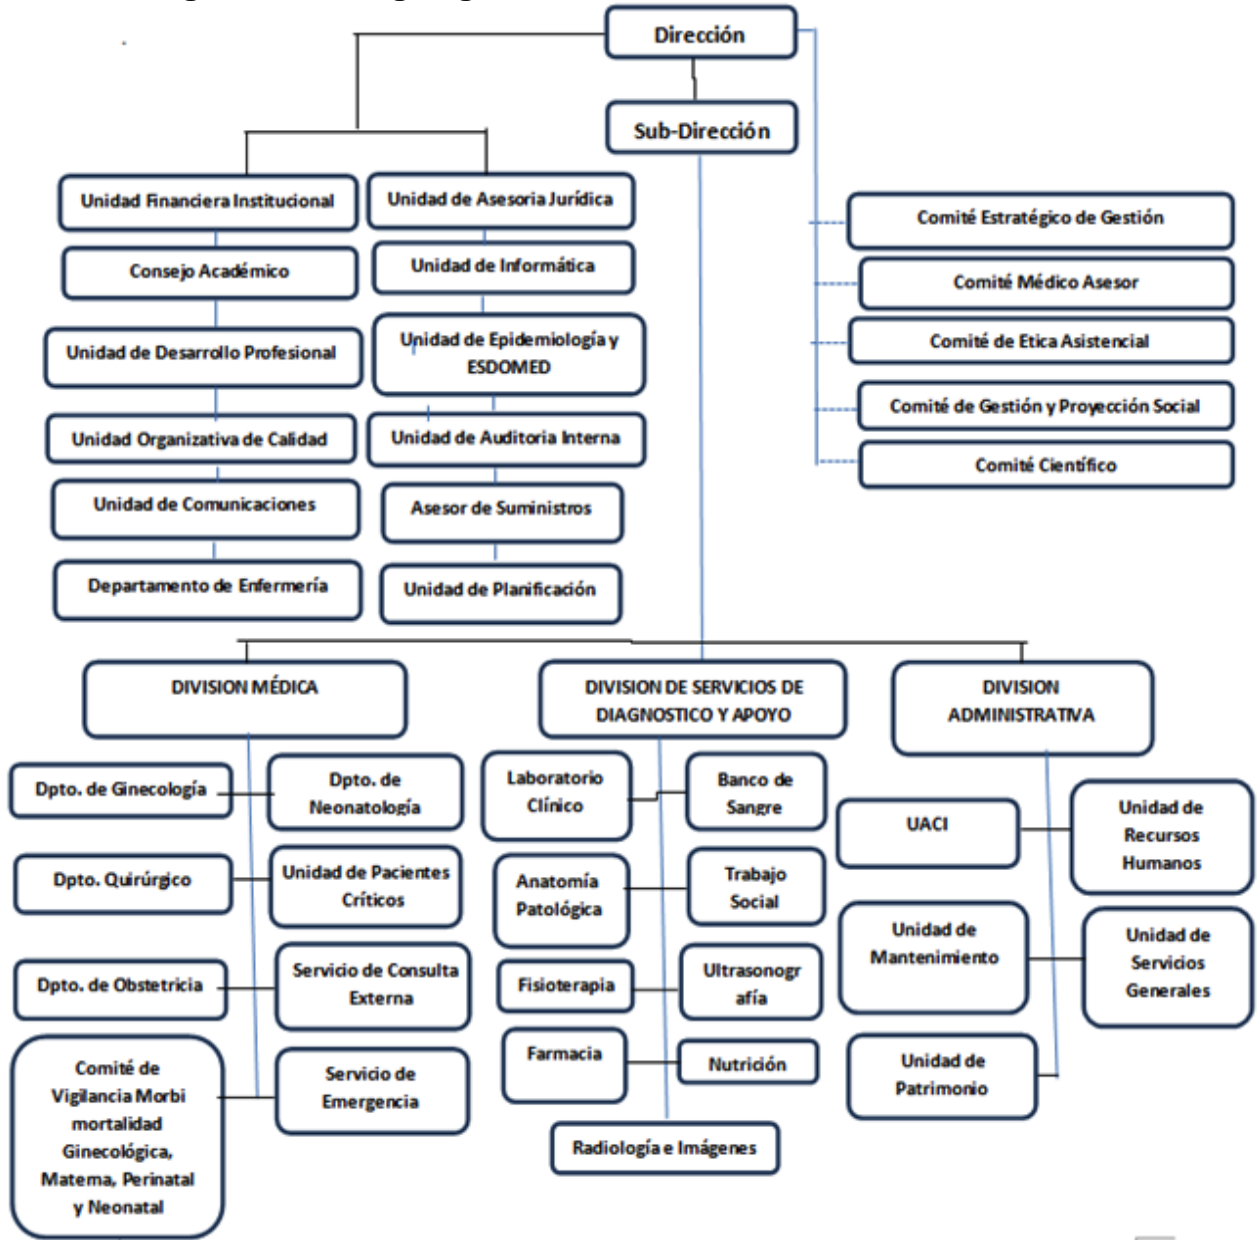 Dirección
Sub-Dirección
Unidad Financiera Institucional
Consejo Académico
Unidad de Desarrollo Profesional
Unidad Organizativa de Calidad
Unidad de Comunicaciones
Departamento de Enfermería
Unidad de Asesoria Jurídica
Unidad de Informática
Unidad de Epidemiología y
ESDOMED
Unidad de Auditoria Interna
Asesor de Suministros
Unidad de Planificación
Comité Estratégico de Gestión
Comité Médico Asesor
Comité de Etica Asistencial
Comité de Gestión y Proyección Social
Comité Científico
DIVISION MÉDICA
Dpto. de Ginecología
Dpto. de
Neonatología
Dpto. Quirúrgico
Unidad de Pacientes
Críticos
Dpto. de Obstetricia
Servicio de Consulta
Externa
Comité de
Vigilancia Morbi
mortalidad
Ginecológica,
Materna, Perinatal
y Neonatal
Servicio de
Emergencia
DIVISION DE SERVICIOS DE
DIAGNOSTICO Y APOYO
Laboratorio
Clínico
Banco de
Sangre
Anatomía
Patológica
Trabajo
Social
Fisioterapia
Ultrasonogr
afía
Farmacia
Nutrición
Radiología e Imágenes
DIVISION
ADMINISTRATIVA
UACI
Unidad de
Recursos
Humanos
Unidad de
Mantenimiento
Unidad de
Servicios
Generales
Unidad de
Patrimonio